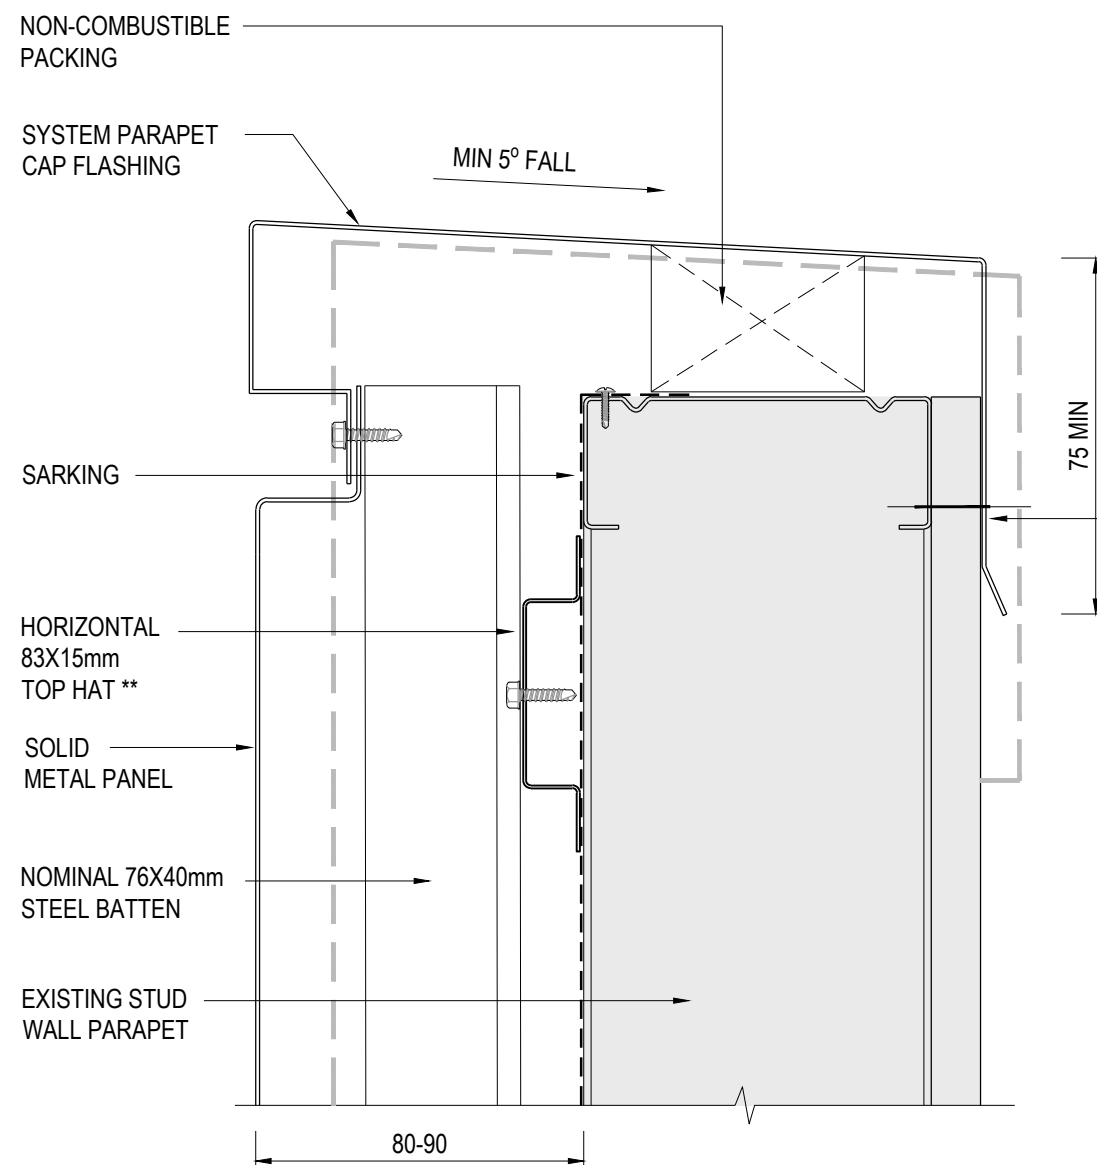 NON-COMBUSTIBLE
PACKING
SYSTEM PARAPET
CAP FLASHING
MIN 5° FALL
75 MIN
SARKING
HORIZONTAL
83X15mm
TOP HAT **
SOLID
METAL PANEL
NOMINAL 76X40mm
STEEL BATTEN
EXISTING STUD
WALL PARAPET
80-90